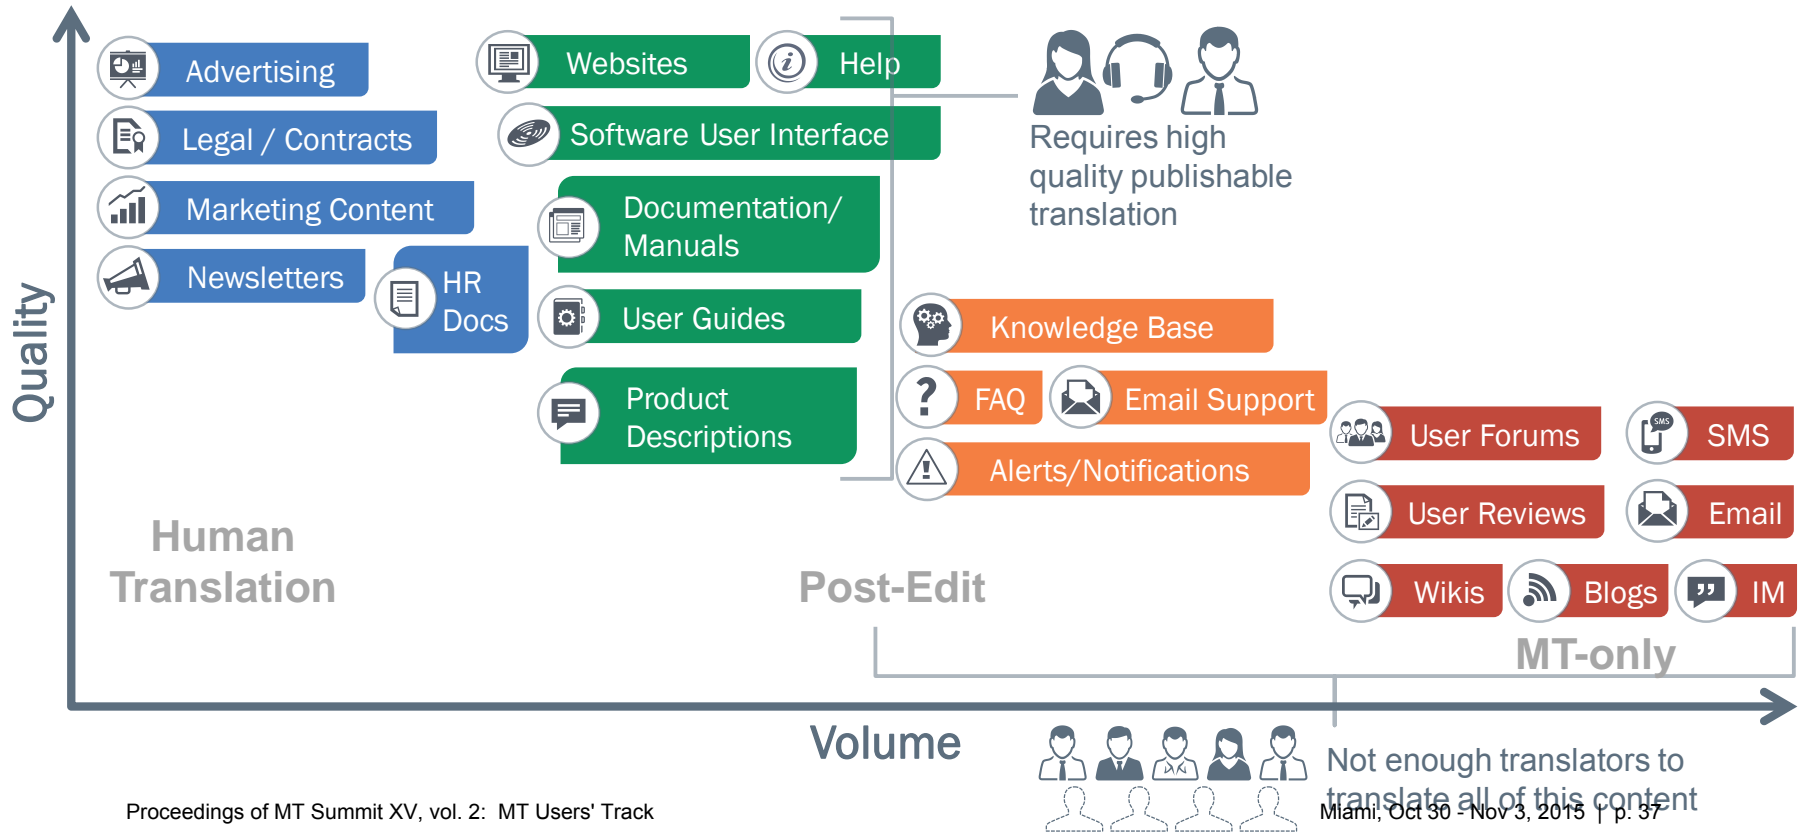 Advertising
Websites
Help
Legal / Contracts
Software User Interface
Requires high
quality publishable
translation
Marketing Content
Documentation/
Manuals
Newsletters
HR
Docs
User Guides
Knowledge Base
Quality
Product
Descriptions
FAQ
Email Support
User Forums
SMS
SMS
Alerts/Notifications
User Reviews
Email
Human
Translation
Post-Edit
Wikis
Blogs
IM
MT-only
Volume
Not enough translators to
translate all of this content
Proceedings of MT Summit XV, vol. 2: MT Users' Track
Miami, Oct 30 - Nov 3, 2015 | p. 37